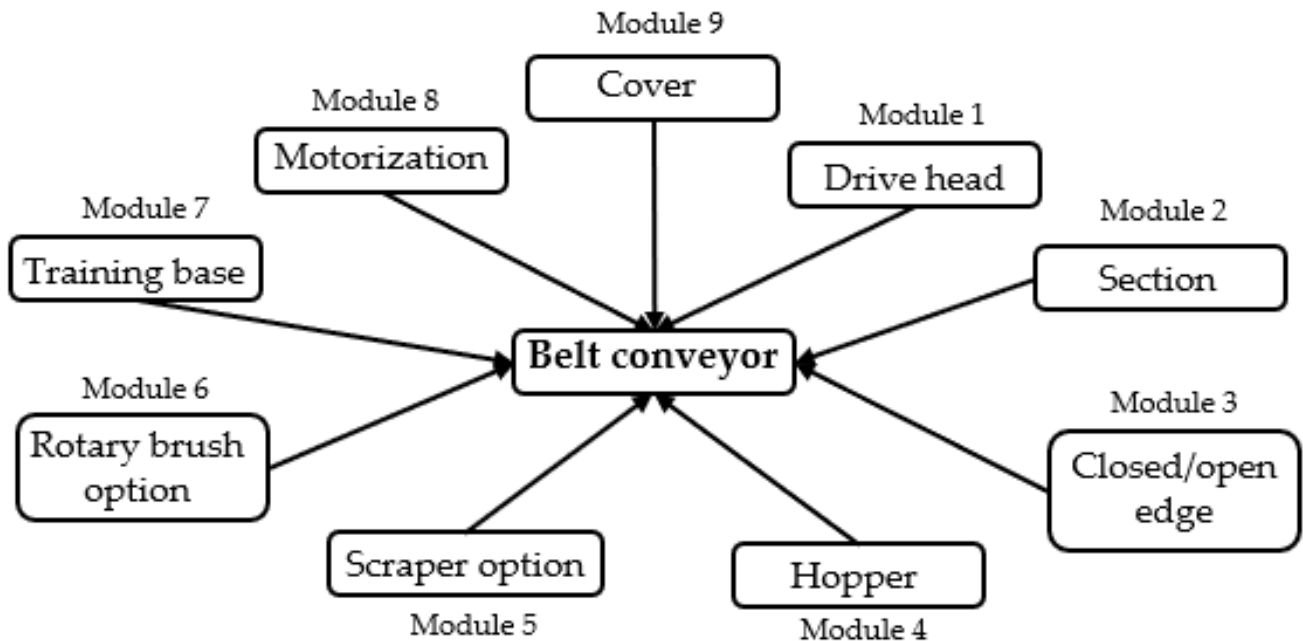 Module 9
Cover
Module 8
Motorization
Module 1
Drive head
Module 7
Training base
Module 2
Section
Belt conveyor
Module 6
Rotary brush
option
Module 3
Closed/open
edge
Scraper option
Module 5
Hopper
Module 4